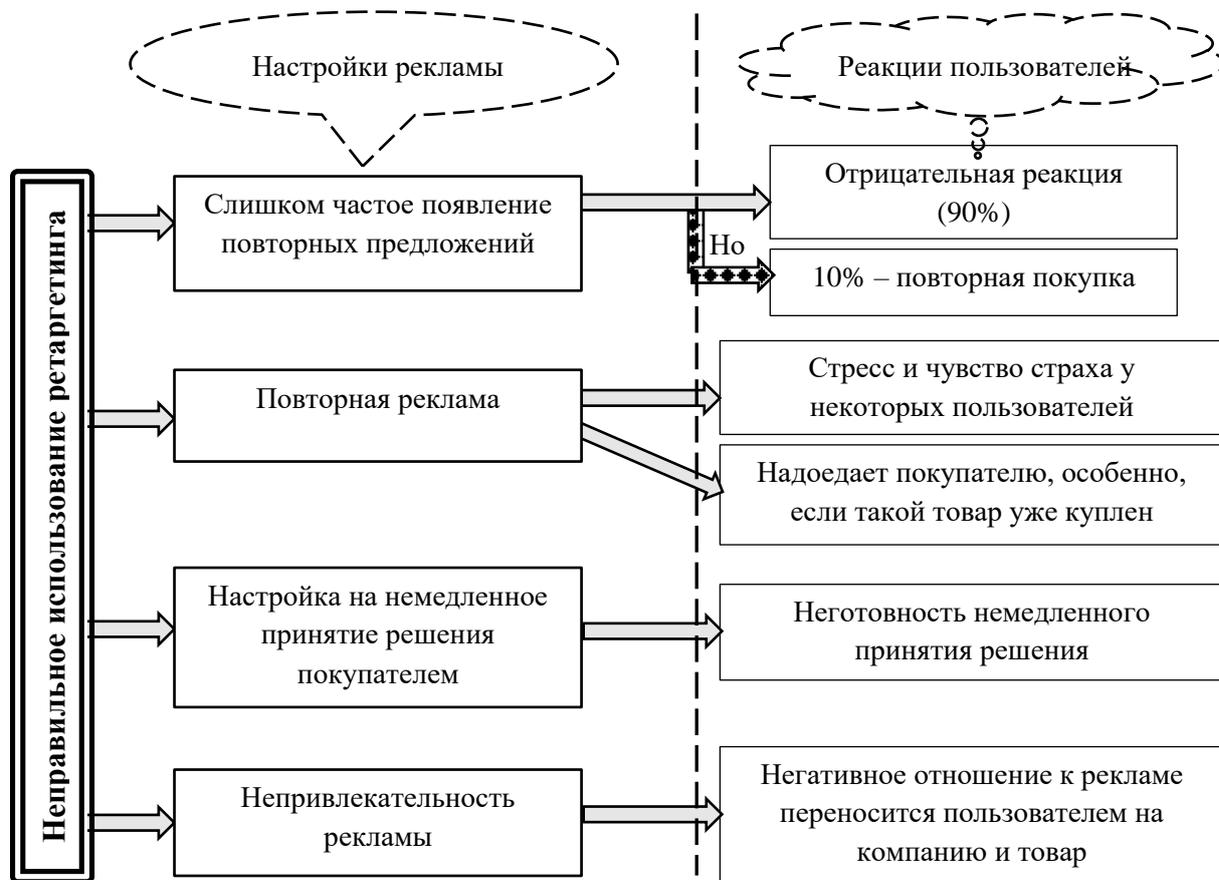 Настройки рекламы
Реакции пользователей
Неправильное использование ретаргетинга
Слишком частое появление
повторных предложений
Отрицательная реакция
(90%)
Но
10% – повторная покупка
Повторная реклама
Стресс и чувство страха у
некоторых пользователей
Надоедает покупателю, особенно,
если такой товар уже куплен
Настройка на немедленное
принятие решения
покупателем
Неготовность немедленного
принятия решения
Непривлекательность
рекламы
Негативное отношение к рекламе
переносится пользователем на
компанию и товар